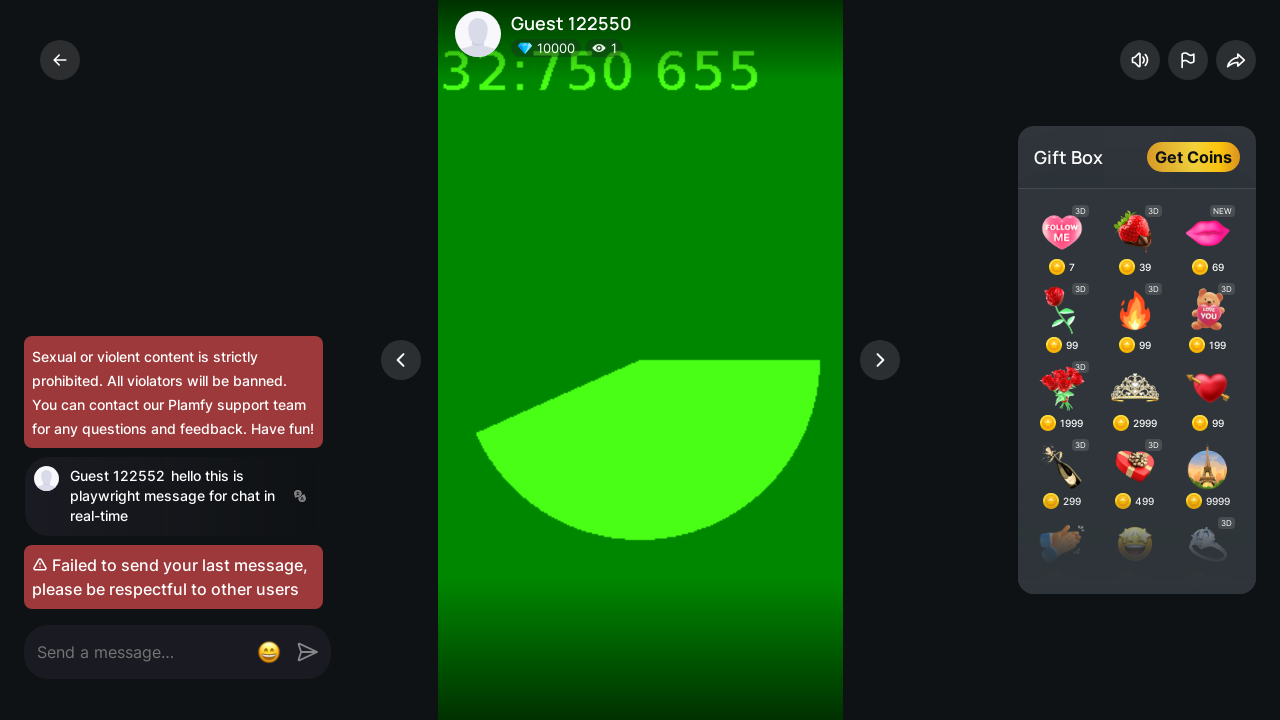 Guest 122550
10000 1
32:750 655
Sexual or violent content is strictly
prohibited. All violators will be banned.
You can contact our Plamfy support team
for any questions and feedback. Have fun!
Guest 122552 hello this is
playwright message for chat in
real-time
Failed to send your last message,
please be respectful to other users
Send a message...
Gift Box
Get Coins
3D 3D NEW
FOLLOW
ME
7 39 69
3D 3D 3D
LOVE
YOU
99 99 199
3D
1999 2999 99
3D 3D
299 499 9999
3D